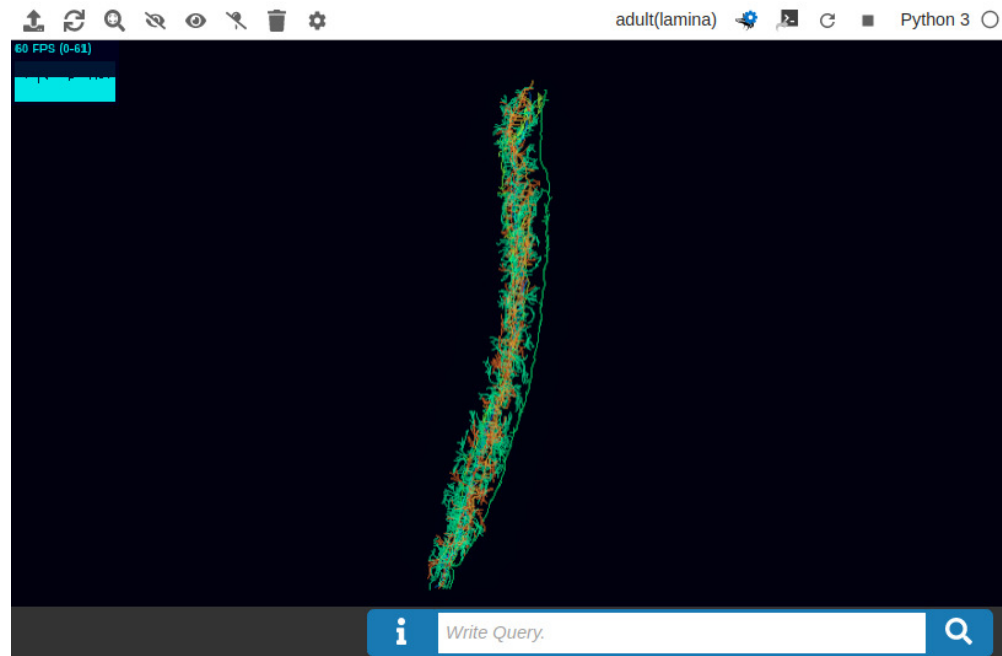 adult(lamina)
Python 3
60 FPS (0-61)
Write Query.